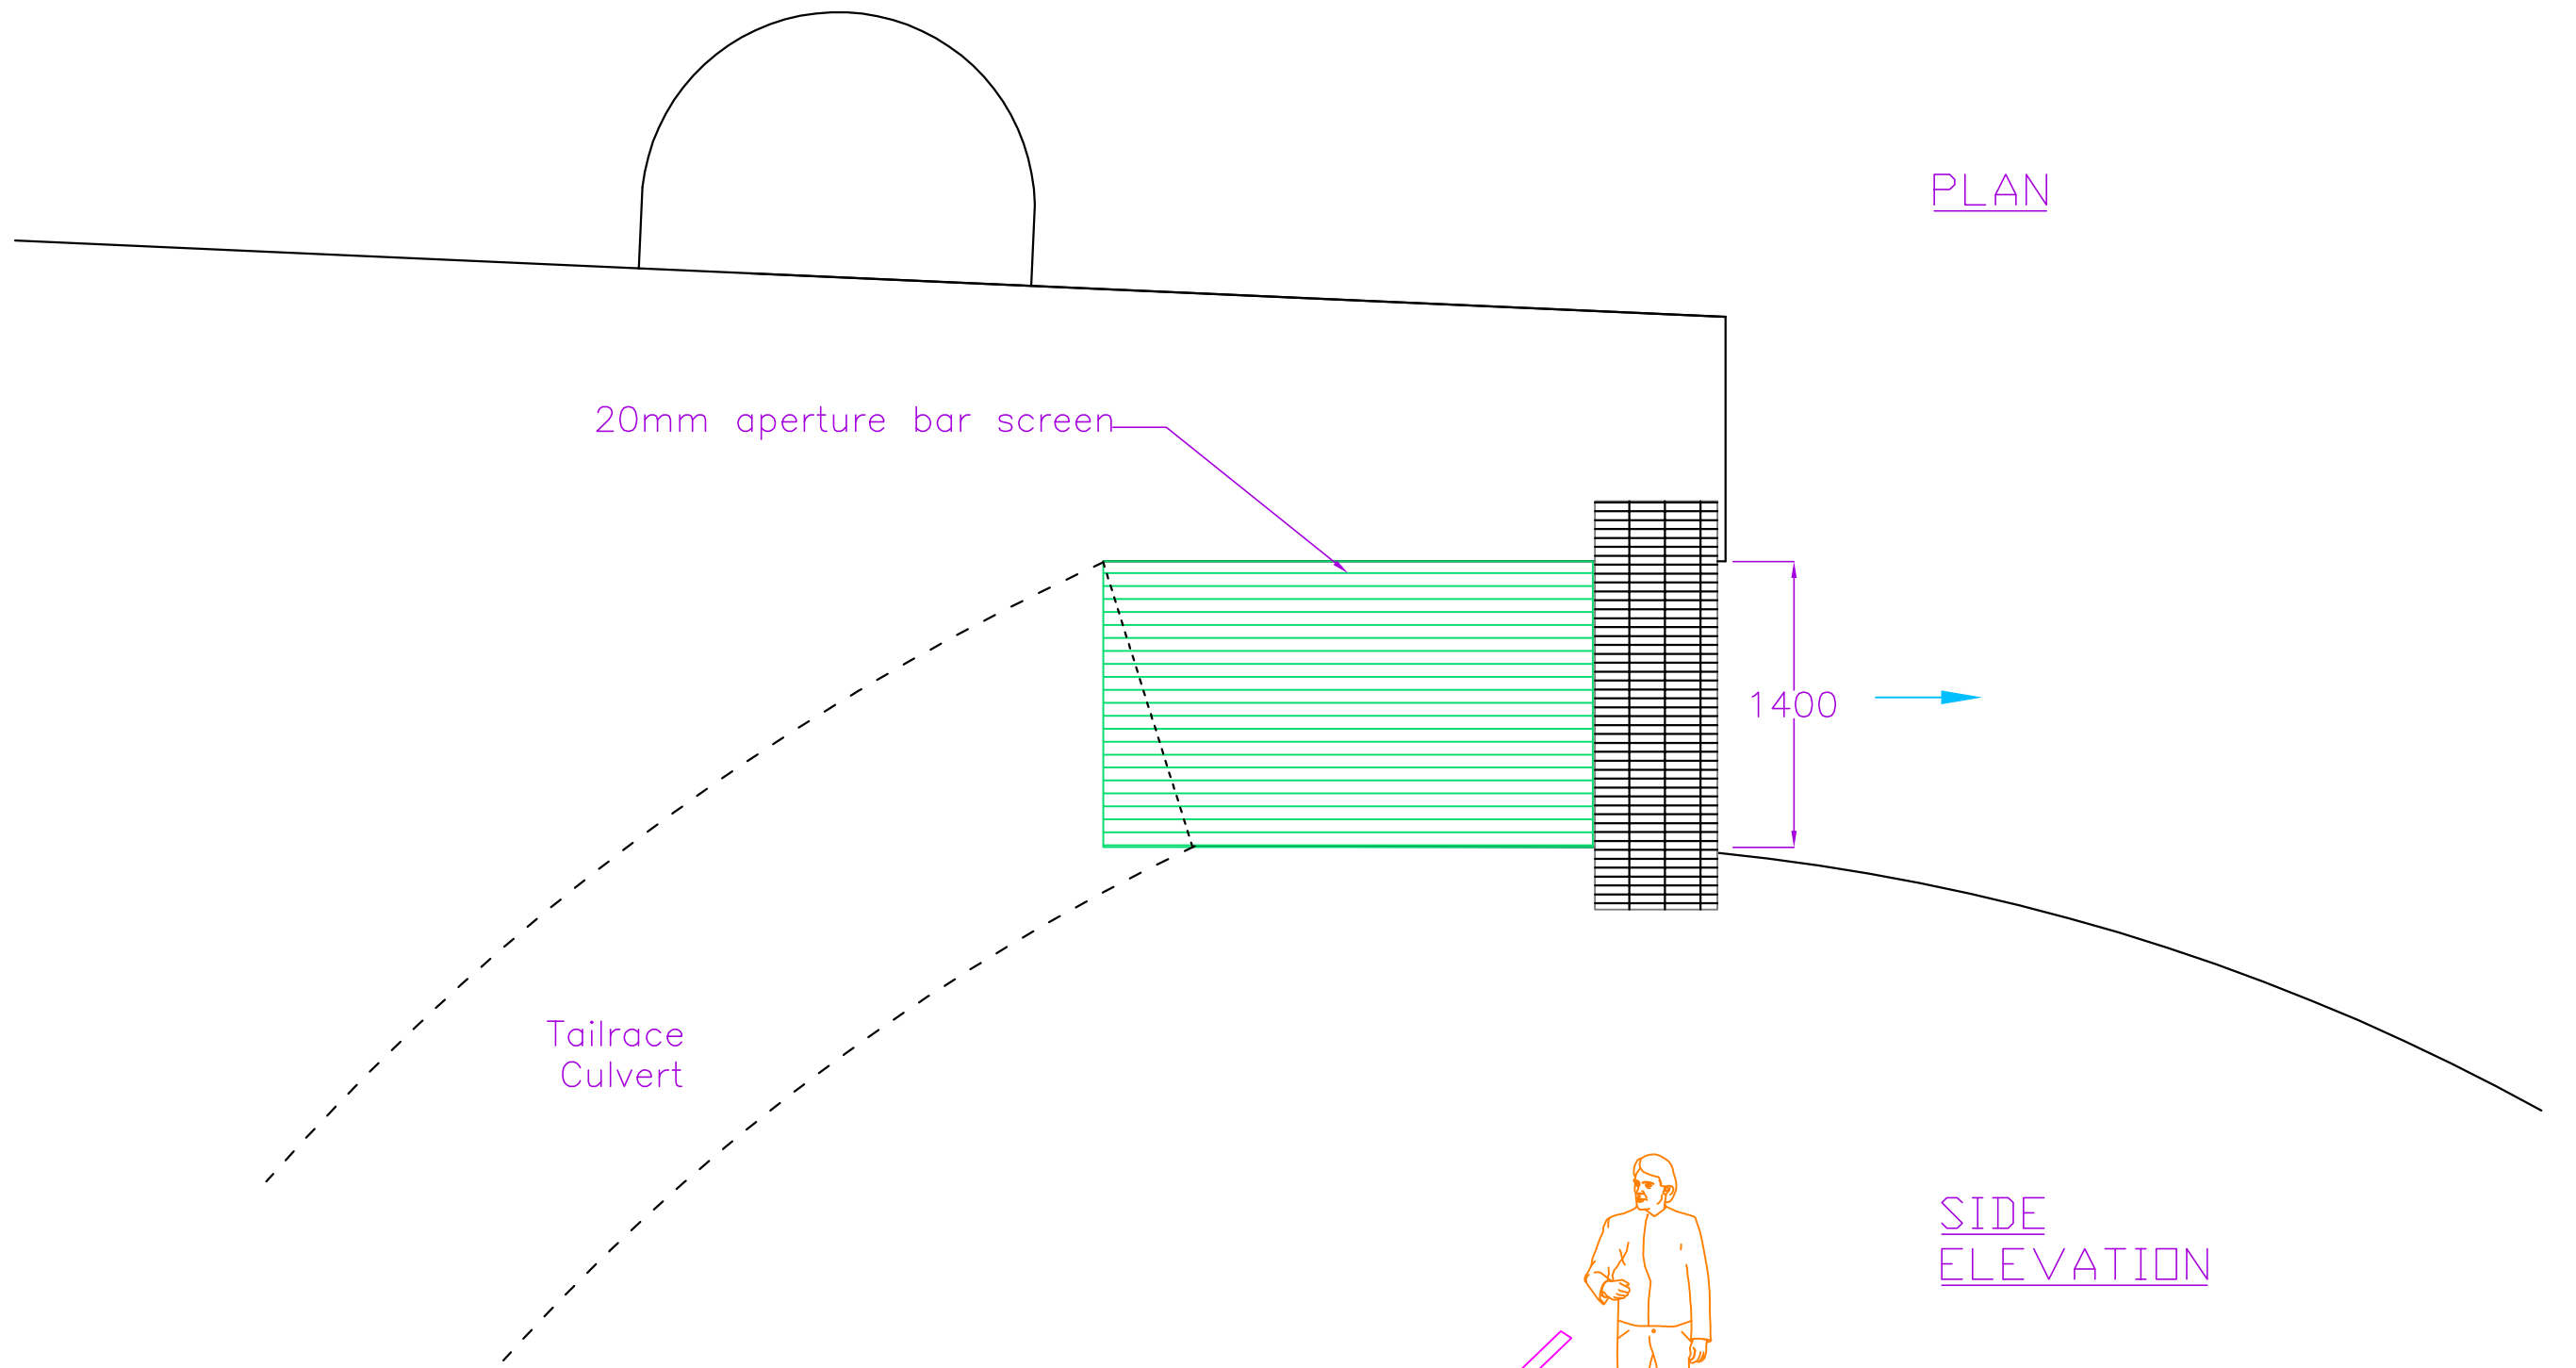 PLAN
20mm aperture bar screen
1400
Tailrace
Culvert
SIDE
ELEVATION